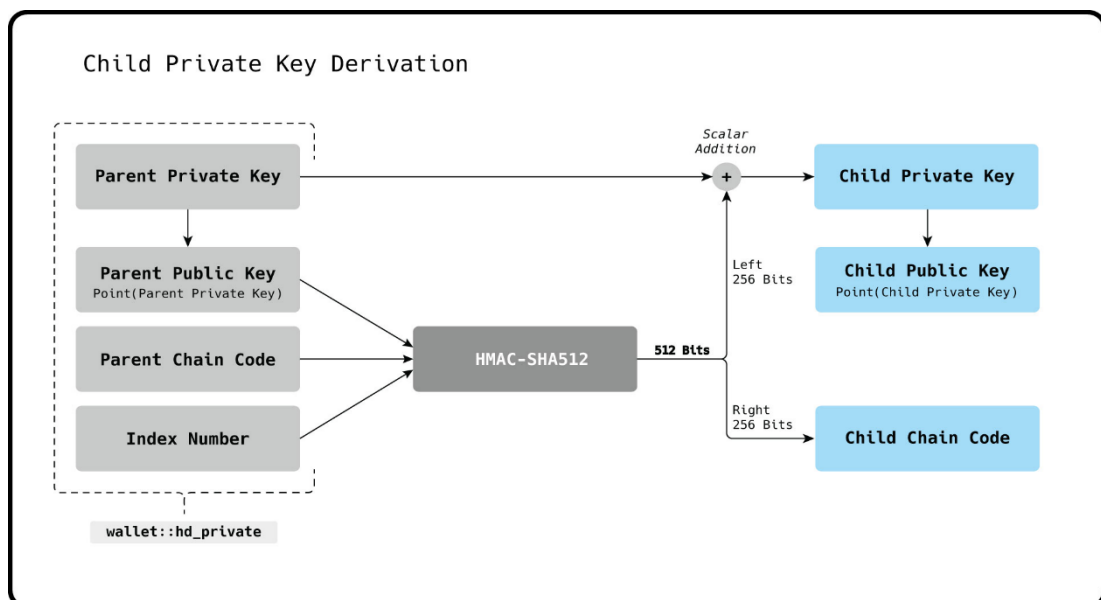 Child Private Key Derivation
Scalar
Addition
Parent Private Key
+
Child Private Key
Parent Public Key
Point(Parent Private Key)
Left
256 Bits
Child Public Key
Point(Child Private Key)
Parent Chain Code
HMAC-SHA512
512 Bits
Index Number
Right
256 Bits
Child Chain Code
wallet::hd_private